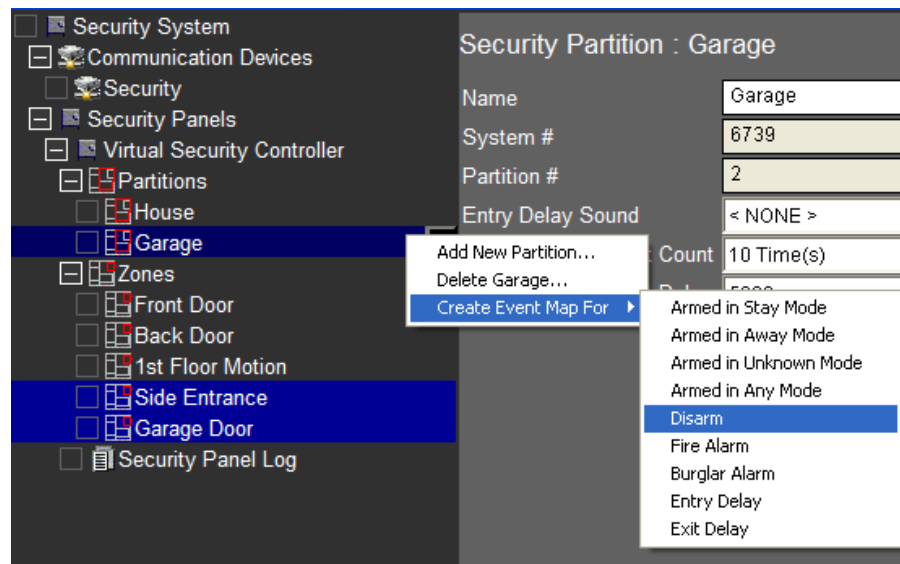 Security System
Communication Devices
Security
Security Panels
Virtual Security Controller
Partitions
House
Garage
Zones
Front Door
Back Door
1st Floor Motion
Side Entrance
Garage Door
Security Panel Log
Security Partition : Garage
Name Garage
System # 6739
Partition # 2
Entry Delay Sound < NONE >
Count 10 Time(s)
Add New Partition...
Delete Garage...
Create Event Map For
Armed in Stay Mode
Armed in Away Mode
Armed in Unknown Mode
Armed in Any Mode
Disarm
Fire Alarm
Burglar Alarm
Entry Delay
Exit Delay